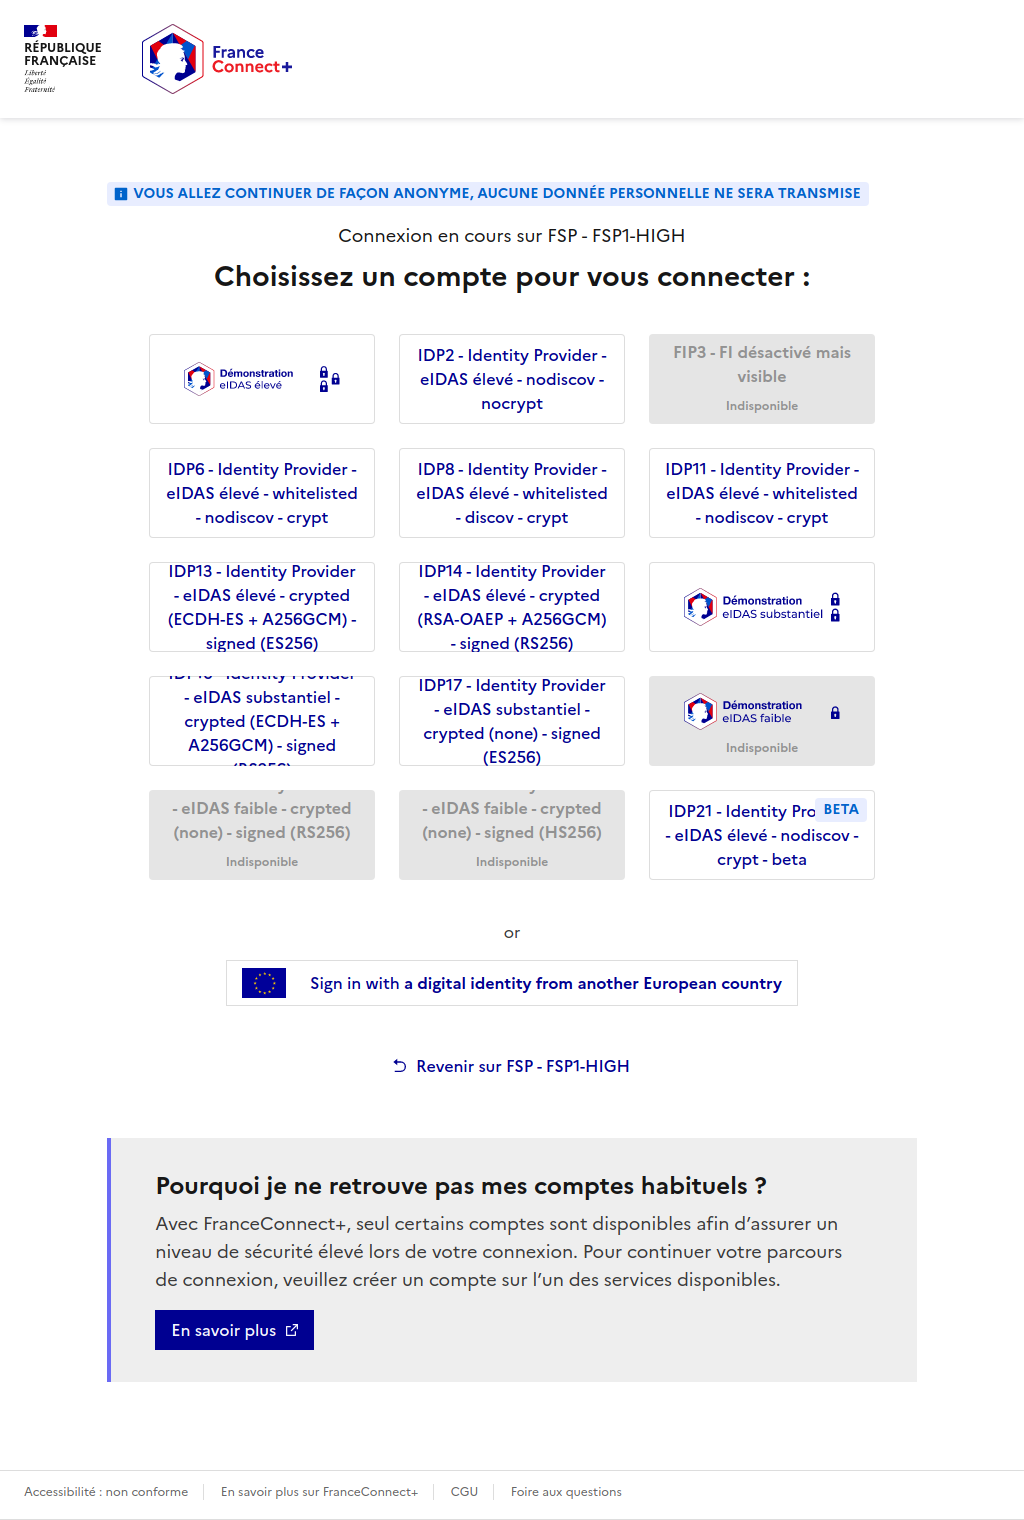 RÉPUBLIQUE
FRANÇAISE
Liberté
Égalité
Fraternité
France
Connect+
VOUS ALLEZ CONTINUER DE FAÇON ANONYME, AUCUNE DONNÉE PERSONNELLE NE SERA TRANSMISE
Connexion en cours sur FSP - FSP1-HIGH
Choisissez un compte pour vous connecter :
Démonstration
eIDAS élevé
IDP2 - Identity Provider -
eIDAS élevé - nodiscov -
nocrypt
FIP3 - FI désactivé mais
visible
Indisponible
IDP6 - Identity Provider -
eIDAS élevé - whitelisted
- nodiscov - crypt
IDP8 - Identity Provider -
eIDAS élevé - whitelisted
- discov - crypt
IDP11 - Identity Provider -
eIDAS élevé - whitelisted
- nodiscov - crypt
IDP13 - Identity Provider
- eIDAS élevé - crypted
(ECDH-ES + A256GCM) -
signed (ES256)
IDP14 - Identity Provider
- eIDAS élevé - crypted
(RSA-OAEP + A256GCM)
- signed (RS256)
Démonstration
eIDAS substantiel
- Identity Provider
- eIDAS substantiel -
crypted (ECDH-ES +
A256GCM) - signed
IDP17 - Identity Provider
- eIDAS substantiel -
crypted (none) - signed
(ES256)
Démonstration
eIDAS faible
Indisponible
- eIDAS faible - crypted
(none) - signed (RS256)
Indisponible
- eIDAS faible - crypted
(none) - signed (HS256)
Indisponible
IDP21 - Identity Pro
BETA
- eIDAS élevé - nodiscov -
crypt - beta
or
Sign in with a digital identity from another European country
Revenir sur FSP - FSP1-HIGH
Pourquoi je ne retrouve pas mes comptes habituels ?
Avec FranceConnect+, seul certains comptes sont disponibles afin d’assurer un
niveau de sécurité élevé lors de votre connexion. Pour continuer votre parcours
de connexion, veuillez créer un compte sur l’un des services disponibles.
En savoir plus
Accessibilité : non conforme
En savoir plus sur FranceConnect+
CGU
Foire aux questions